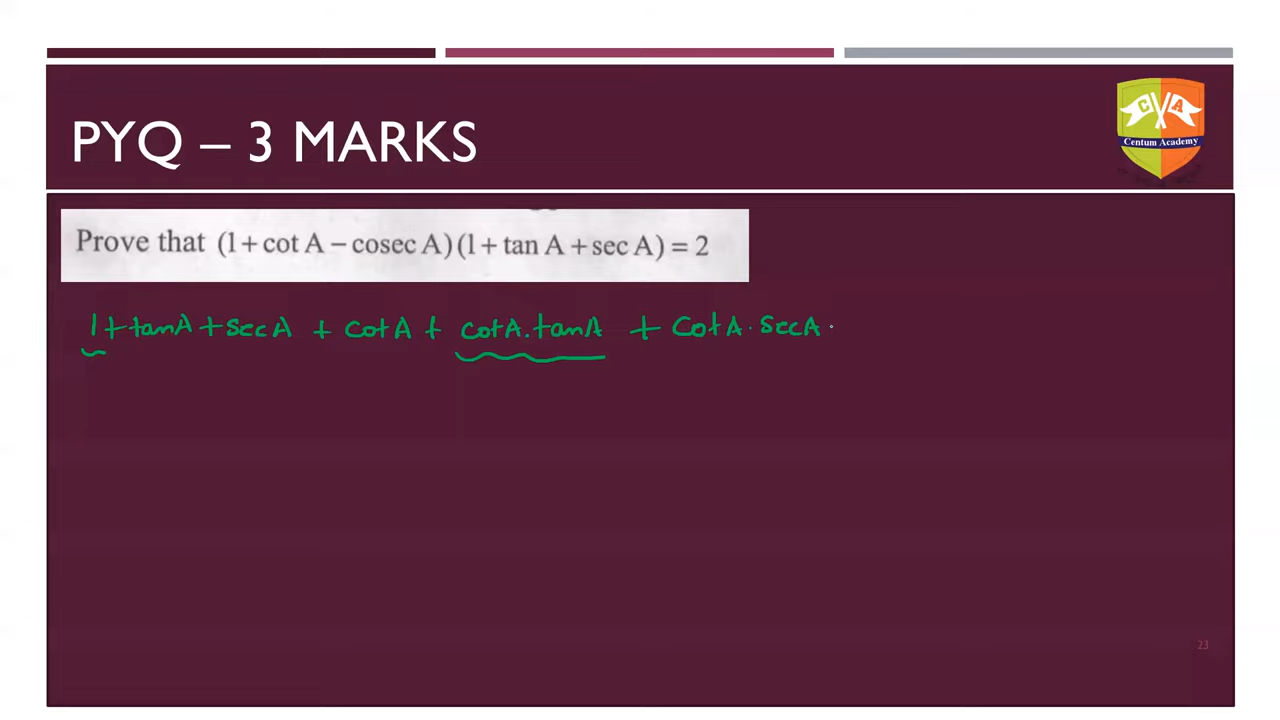 PYQ – 3 MARKS
C A
Centum Academy
Prove that (1 + cot A − cosec A) (1 + tan A + sec A) = 2
1 + tanA + secA + cotA + cotA.tanA + cotA.secA
23